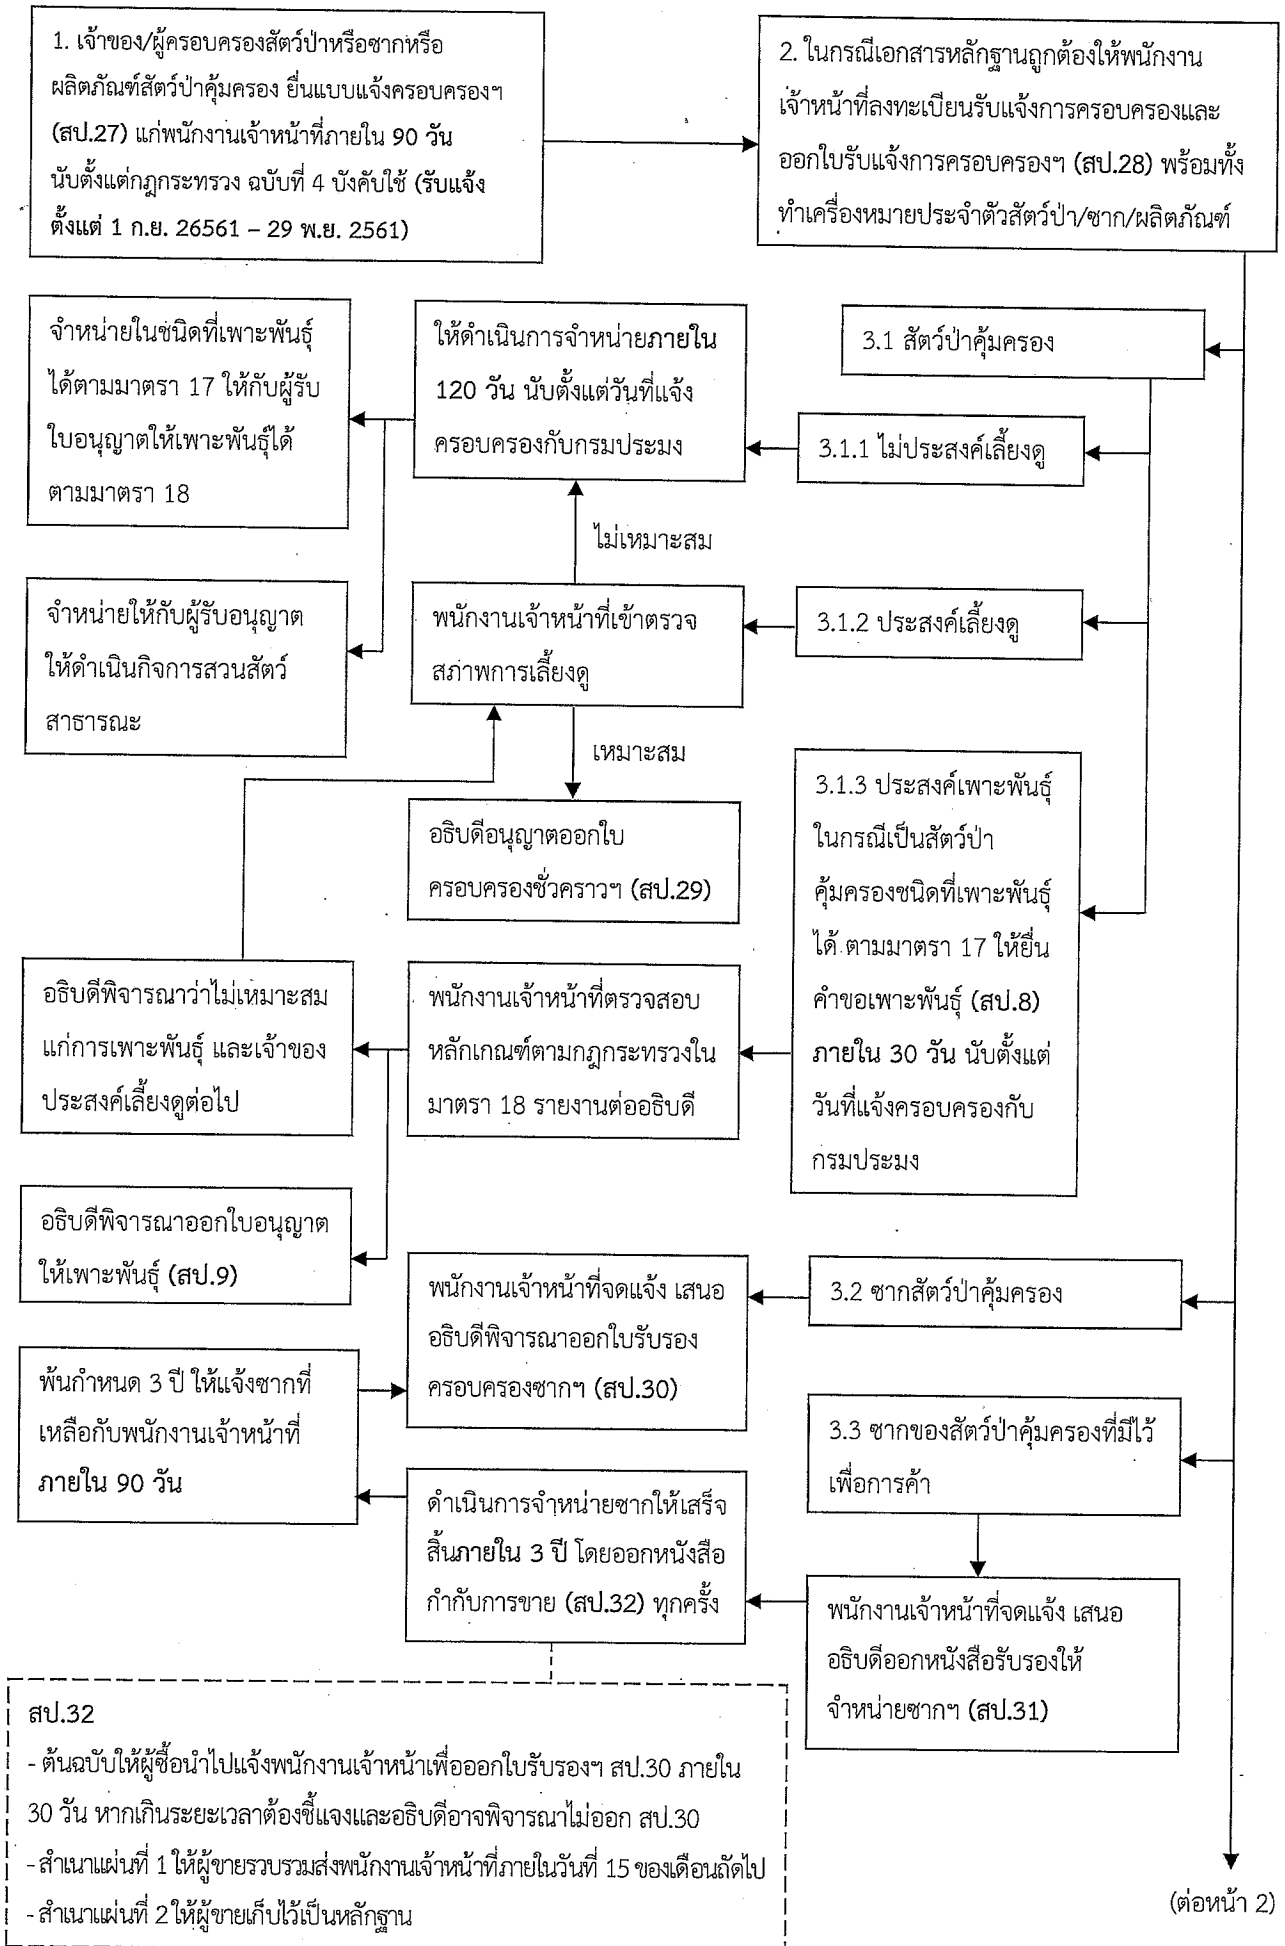 1. เจ้าของ/ผู้ครอบครองสัตว์ป่าหรือซากหรือ
ผลิตภัณฑ์สัตว์ป่าคุ้มครอง ยื่นแบบแจ้งครอบครองฯ
(สป.27) แก่พนักงานเจ้าหน้าที่ภายใน 90 วัน
นับตั้งแต่กฎกระทรวง ฉบับที่ 4 บังคับใช้ (รับแจ้ง
ตั้งแต่ 1 ก.ย. 26561 – 29 พ.ย. 2561)
2. ในกรณีเอกสารหลักฐานถูกต้องให้พนักงาน
เจ้าหน้าที่ลงทะเบียนรับแจ้งการครอบครองและ
ออกใบรับแจ้งการครอบครองฯ (สป.28) พร้อมทั้ง
ทำเครื่องหมายประจำตัวสัตว์ป่า/ซาก/ผลิตภัณฑ์
จำหน่ายในชนิดที่เพาะพันธุ์
ได้ตามมาตรา 17 ให้กับผู้รับ
ใบอนุญาตให้เพาะพันธุ์ได้
ตามมาตรา 18
ให้ดำเนินการจำหน่ายภายใน
120 วัน นับตั้งแต่วันที่แจ้ง
ครอบครองกับกรมประมง
3.1 สัตว์ป่าคุ้มครอง
3.1.1 ไม่ประสงค์เลี้ยงดู
ไม่เหมาะสม
จำหน่ายให้กับผู้รับอนุญาต
ให้ดำเนินกิจการสวนสัตว์
สาธารณะ
พนักงานเจ้าหน้าที่เข้าตรวจ
สภาพการเลี้ยงดู
3.1.2 ประสงค์เลี้ยงดู
เหมาะสม
อธิบดีอนุญาตออกใบ
ครอบครองชั่วคราวฯ (สป.29)
3.1.3 ประสงค์เพาะพันธุ์
ในกรณีเป็นสัตว์ป่า
คุ้มครองชนิดที่เพาะพันธุ์
ได้ ตามมาตรา 17 ให้ยื่น
คำขอเพาะพันธุ์ (สป.8)
ภายใน 30 วัน นับตั้งแต่
วันที่แจ้งครอบครองกับ
กรมประมง
อธิบดีพิจารณาว่าไม่เหมาะสม
แก่การเพาะพันธุ์ และเจ้าของ
ประสงค์เลี้ยงดูต่อไป
พนักงานเจ้าหน้าที่ตรวจสอบ
หลักเกณฑ์ตามกฎกระทรวงใน
มาตรา 18 รายงานต่ออธิบดี
อธิบดีพิจารณาออกใบอนุญาต
ให้เพาะพันธุ์ (สป.9)
พนักงานเจ้าหน้าที่จดแจ้ง เสนอ
อธิบดีพิจารณาออกใบรับรอง
ครอบครองซากฯ (สป.30)
3.2 ซากสัตว์ป่าคุ้มครอง
พ้นกำหนด 3 ปี ให้แจ้งซากที่
เหลือกับพนักงานเจ้าหน้าที่
ภายใน 90 วัน
3.3 ซากของสัตว์ป่าคุ้มครองที่มีไว้
เพื่อการค้า
ดำเนินการจำหน่ายซากให้เสร็จ
สิ้นภายใน 3 ปี โดยออกหนังสือ
กำกับการขาย (สป.32) ทุกครั้ง
พนักงานเจ้าหน้าที่จดแจ้ง เสนอ
อธิบดีออกหนังสือรับรองให้
จำหน่ายซากฯ (สป.31)
สป.32
- ต้นฉบับให้ผู้ซื้อนำไปแจ้งพนักงานเจ้าหน้าเพื่อออกใบรับรองฯ สป.30 ภายใน
30 วัน หากเกินระยะเวลาต้องชี้แจงและอธิบดีอาจพิจารณาไม่ออก สป.30
- สำเนาแผ่นที่ 1 ให้ผู้ขายรวบรวมส่งพนักงานเจ้าหน้าที่ภายในวันที่ 15 ของเดือนถัดไป
- สำเนาแผ่นที่ 2 ให้ผู้ขายเก็บไว้เป็นหลักฐาน
(ต่อหน้า 2)